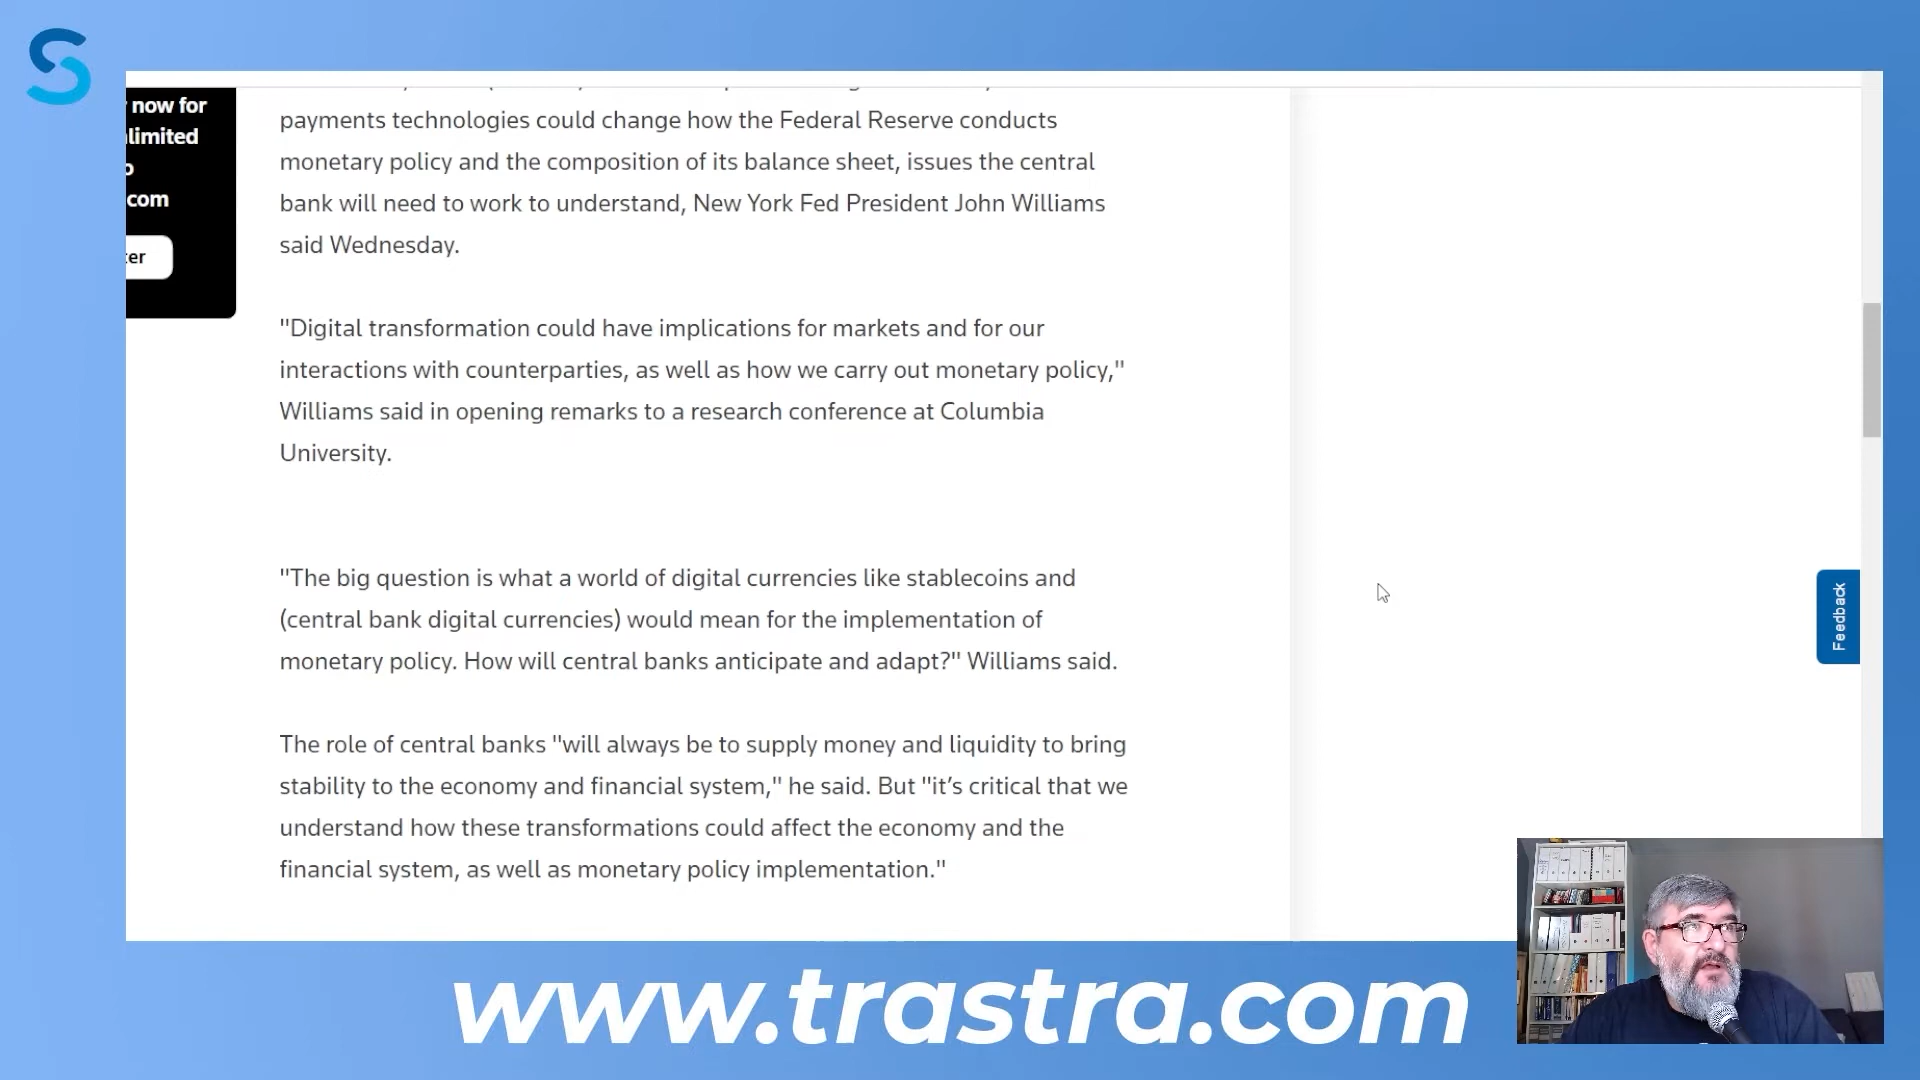 now for
limited
com
payments technologies could change how the Federal Reserve conducts
monetary policy and the composition of its balance sheet, issues the central
bank will need to work to understand, New York Fed President John Williams
said Wednesday.
"Digital transformation could have implications for markets and for our
interactions with counterparties, as well as how we carry out monetary policy,"
Williams said in opening remarks to a research conference at Columbia
University.
"The big question is what a world of digital currencies like stablecoins and
(central bank digital currencies) would mean for the implementation of
monetary policy. How will central banks anticipate and adapt?" Williams said.
The role of central banks "will always be to supply money and liquidity to bring
stability to the economy and financial system," he said. But "it’s critical that we
understand how these transformations could affect the economy and the
financial system, as well as monetary policy implementation."
Feedback
www.trastra.com